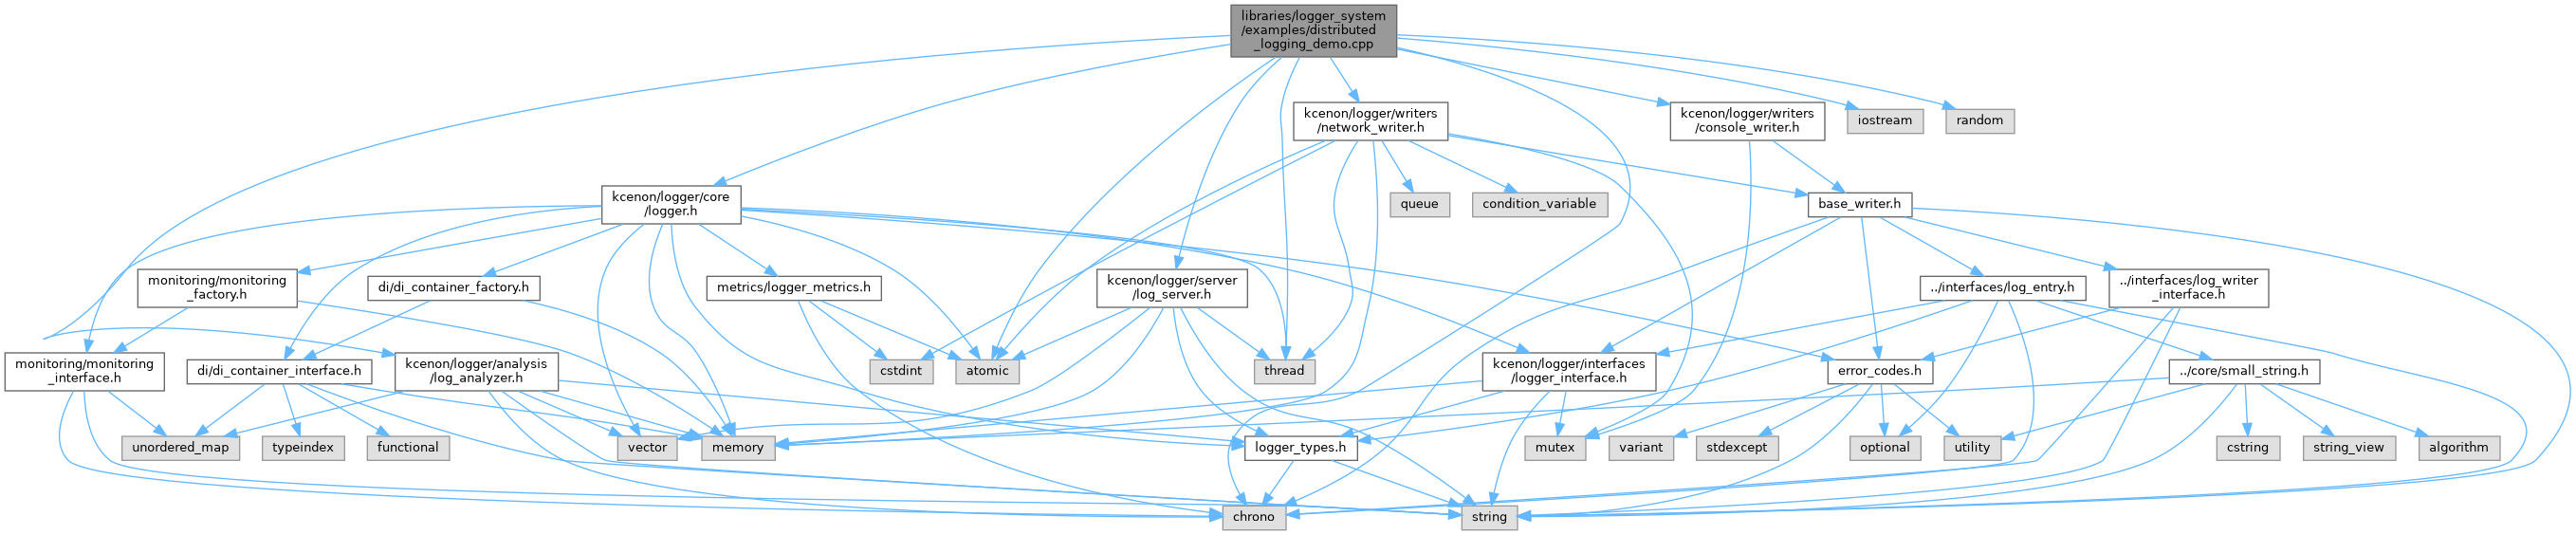 libraries/logger_system
/examples/distributed
_logging_demo.cpp
kcenon/logger/writers
/network_writer.h
kcenon/logger/writers
/console_writer.h
iostream
random
kcenon/logger/core
/logger.h
queue
condition_variable
base_writer.h
monitoring/monitoring
_factory.h
di/di_container_factory.h
metrics/logger_metrics.h
kcenon/logger/server
/log_server.h
../interfaces/log_entry.h
../interfaces/log_writer
_interface.h
monitoring/monitoring
_interface.h
di/di_container_interface.h
kcenon/logger/analysis
/log_analyzer.h
cstdint
atomic
thread
kcenon/logger/interfaces
/logger_interface.h
error_codes.h
../core/small_string.h
unordered_map
typeindex
functional
vector
memory
logger_types.h
mutex
variant
stdexcept
optional
utility
cstring
string_view
algorithm
chrono
string